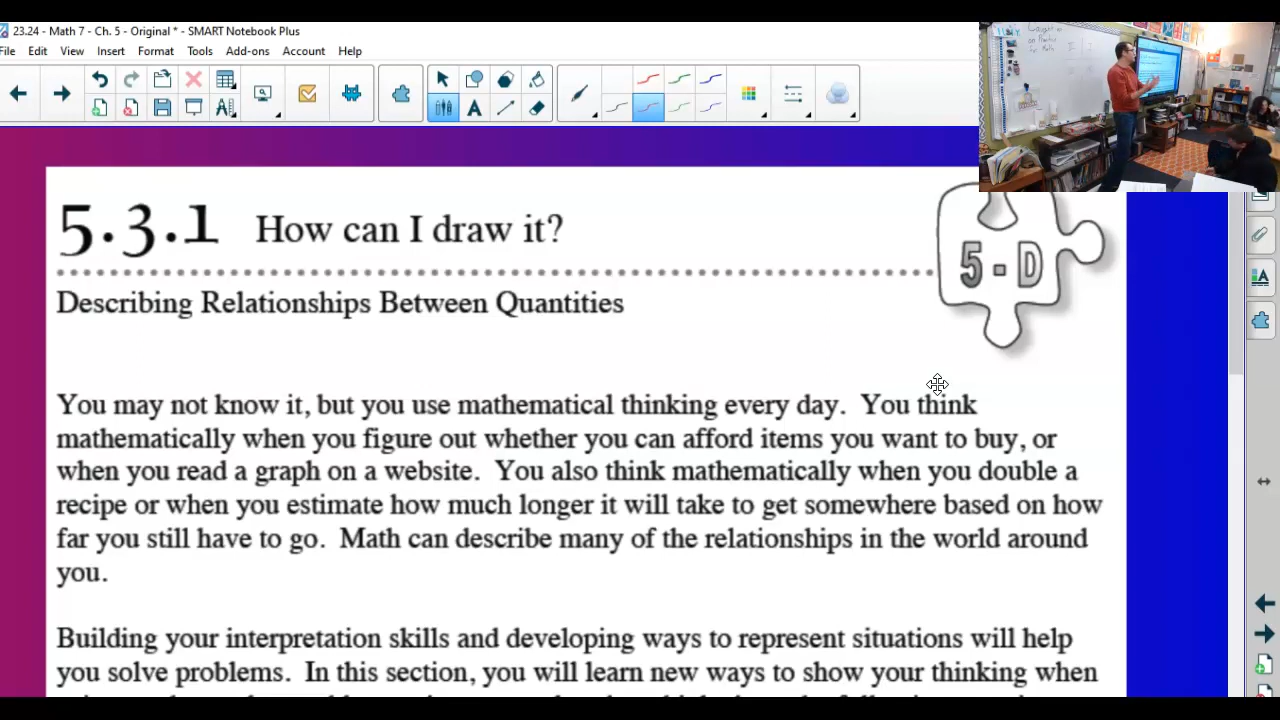 23.24 - Math 7 - Ch. 5 - Original * - SMART Notebook Plus
File Edit View Insert Format Tools Add-ons Account Help
5.3.1 How can I draw it?
5 - D
Describing Relationships Between Quantities
You may not know it, but you use mathematical thinking every day. You think
mathematically when you figure out whether you can afford items you want to buy, or
when you read a graph on a website. You also think mathematically when you double a
recipe or when you estimate how much longer it will take to get somewhere based on how
far you still have to go. Math can describe many of the relationships in the world around
you.
Building your interpretation skills and developing ways to represent situations will help
you solve problems. In this section, you will learn new ways to show your thinking when